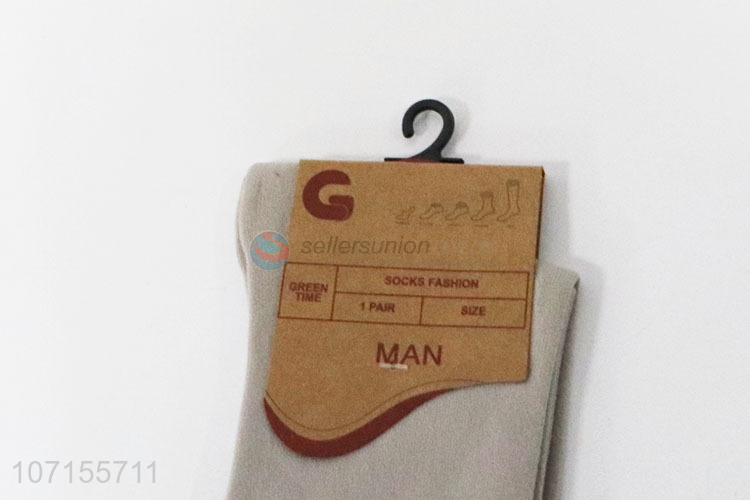 G
sellersunion
GREEN
TIME
SOCKS FASHION
1 PAIR
SIZE
MAN
107155711